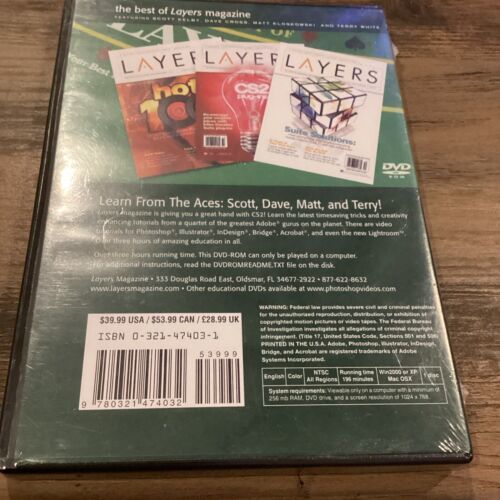 the best of Layers magazine
FEATURING SCOTT KELBY, DAVE CROSS, MATT KLOSKOWSKI, AND TERRY WHITE
LAYERS
LAYERS
LAYERS
hot
100
CS2
plug-ins
Suite Solutions:
DVD
ROM
Learn From The Aces: Scott, Dave, Matt, and Terry!
Layers magazine is giving you a great hand with CS2! Learn the latest timesaving tricks and creativity
enhancing tutorials from a quartet of the greatest Adobe® gurus on the planet. There are video
tutorials for Photoshop®, Illustrator®, InDesign®, Bridge®, Acrobat®, and even the new Lightroom™.
Over three hours of amazing education in all.
Over three hours running time. This DVD-ROM can only be played on a computer.
For additional instructions, read the DVDROMREADME.TXT file on the disk.
Layers Magazine • 333 Douglas Road East, Oldsmar, FL 34677-2922 • 877-622-8632
www.layersmagazine.com • Other educational DVDs available at www.photoshopvideos.com
$39.99 USA / $53.99 CAN / £28.99 UK
ISBN 0-321-47403-1
53999
9 780321 474032
WARNING: Federal law provides severe civil and criminal penalties
for the unauthorized reproduction, distribution, or exhibition of
copyrighted motion pictures or video tapes. The Federal Bureau
of Investigation investigates all allegations of criminal copyright
infringement. (Title 17, United States Code, Sections 501 and 506)
PRINTED IN THE U.S.A. Adobe, Photoshop, Illustrator, InDesign,
Bridge, and Acrobat are registered trademarks of Adobe
Systems Incorporated.
English
Color
NTSC
All Regions
Running time
196 minutes
Win2000 or XP
Mac OSX
1 disc
System requirements: Viewable only on a computer with a minimum of
256 mb RAM, DVD drive, and a screen resolution of 1024 x 768.